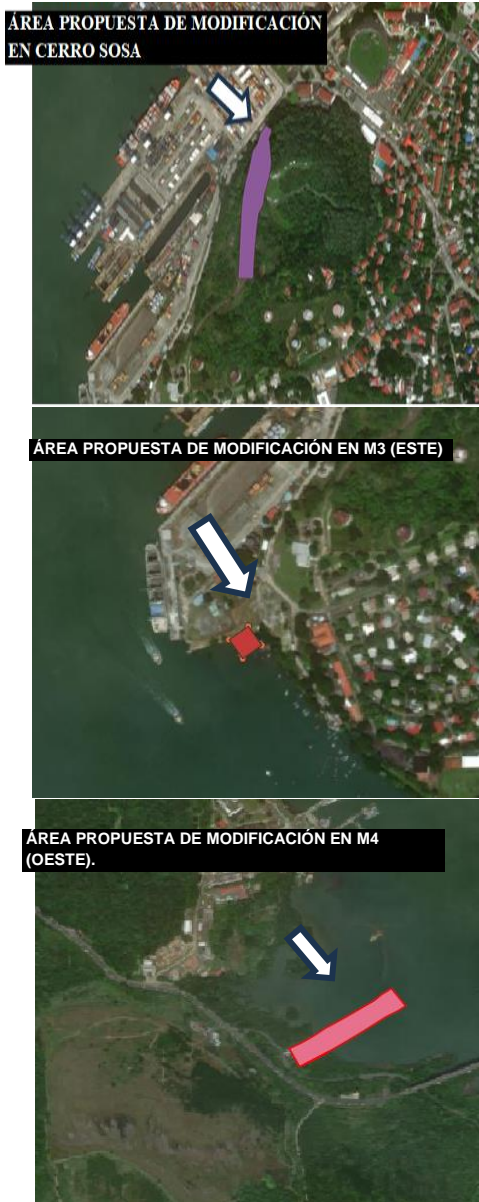 ÁREA PROPUESTA DE MODIFICACIÓN
EN CERRO SOSA
ÁREA PROPUESTA DE MODIFICACIÓN EN M3 (ESTE)
ÁREA PROPUESTA DE MODIFICACIÓN EN M4
(OESTE).